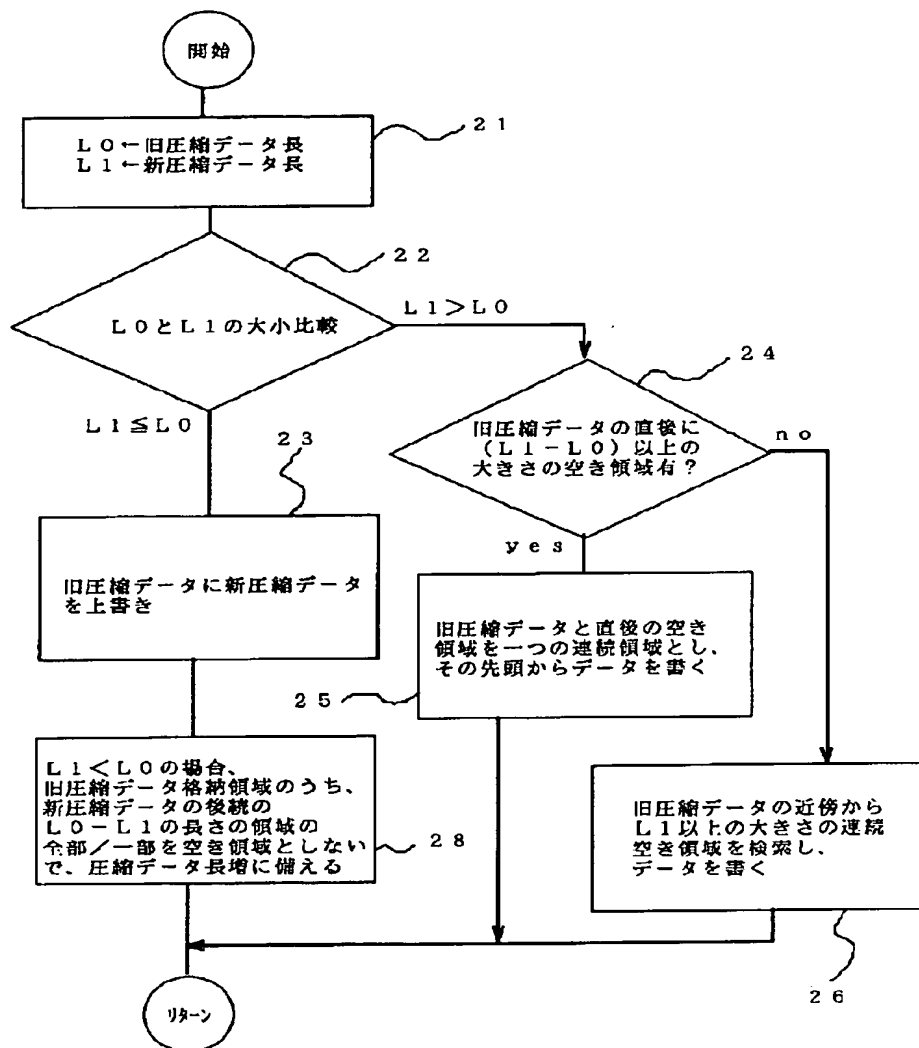 開始
L0←旧圧縮データ長
L1←新圧縮データ長
21
L0とL1の大小比較
22
L1>L0
L1≦L0
旧圧縮データの直後に
(L1-L0)以上の
大きさの空き領域有?
24
no
yes
23
旧圧縮データに新圧縮データ
を上書き
旧圧縮データと直後の空き
領域を一つの連続領域とし、
その先頭からデータを書く
25
L1<L0の場合、
旧圧縮データ格納領域のうち、
新圧縮データの後続の
L0-L1の長さの領域の
全部/一部を空き領域としない
で、圧縮データ長増に備える
28
旧圧縮データの近傍から
L1以上の大きさの連続
空き領域を検索し、
データを書く
26
リターン